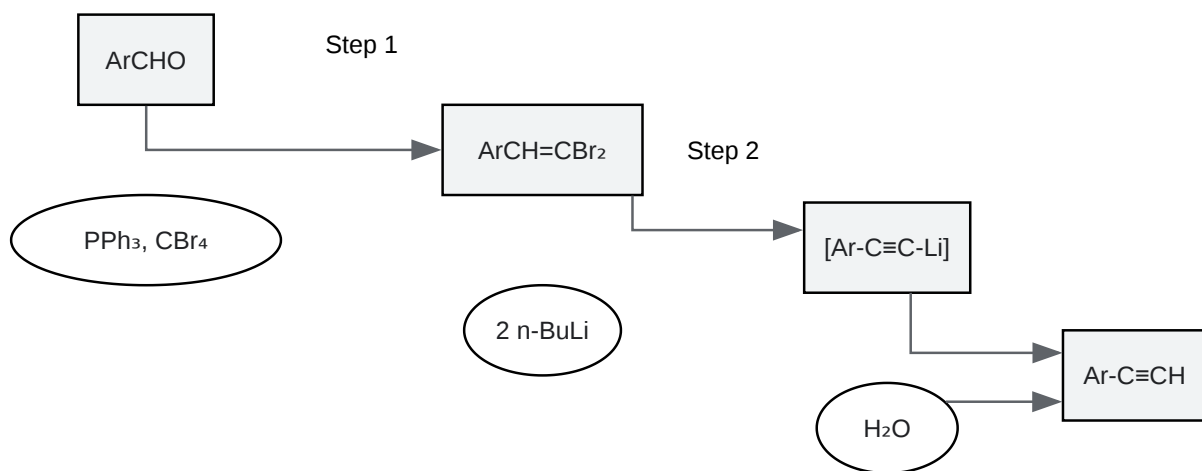 ArCHO
Step 1
ArCH=CBr₂
Step 2
PPh₃, CBr₄
[Ar-C≡C-Li]
2 n-BuLi
Ar-C≡CH
H₂O